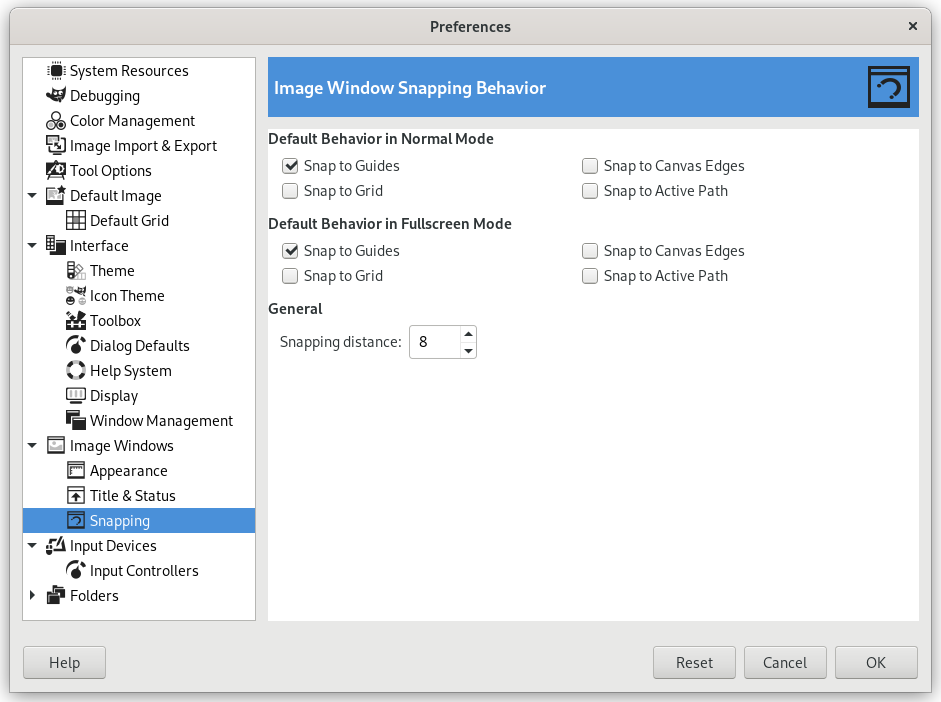 Preferences
System Resources
Debugging
Color Management
Image Import & Export
Tool Options
Default Image
Default Grid
Interface
Theme
Icon Theme
Toolbox
Dialog Defaults
Help System
Display
Window Management
Image Windows
Appearance
Title & Status
Snapping
Input Devices
Input Controllers
Folders
Image Window Snapping Behavior
Default Behavior in Normal Mode
Snap to Guides
Snap to Canvas Edges
Snap to Grid
Snap to Active Path
Default Behavior in Fullscreen Mode
Snap to Guides
Snap to Canvas Edges
Snap to Grid
Snap to Active Path
General
Snapping distance: 8
Help
Reset
Cancel
OK